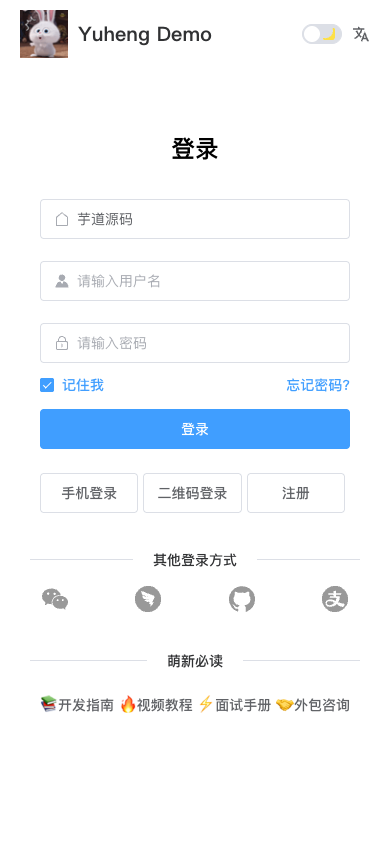 Yuheng Demo
登录
芋道源码
请输入用户名
请输入密码
记住我 忘记密码?
登录
手机登录 二维码登录 注册
其他登录方式
萌新必读
📚开发指南 🔥视频教程 ⚡面试手册 🤝外包咨询